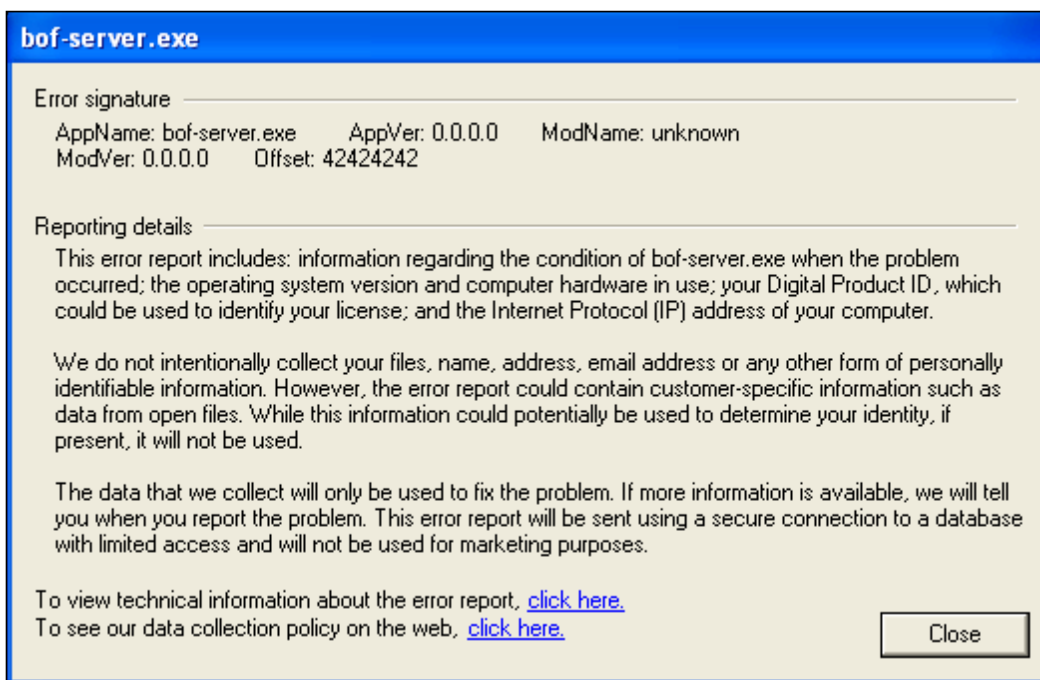 bof-server.exe
Error signature
AppName: bof-server.exe AppVer: 0.0.0.0 ModName: unknown
ModVer: 0.0.0.0 Offset: 42424242
Reporting details
This error report includes: information regarding the condition of bof-server.exe when the problem
occurred; the operating system version and computer hardware in use; your Digital Product ID, which
could be used to identify your license; and the Internet Protocol (IP) address of your computer.
We do not intentionally collect your files, name, address, email address or any other form of personally
identifiable information. However, the error report could contain customer-specific information such as
data from open files. While this information could potentially be used to determine your identity, if
present, it will not be used.
The data that we collect will only be used to fix the problem. If more information is available, we will tell
you when you report the problem. This error report will be sent using a secure connection to a database
with limited access and will not be used for marketing purposes.
To view technical information about the error report, click here.
To see our data collection policy on the web, click here.
Close